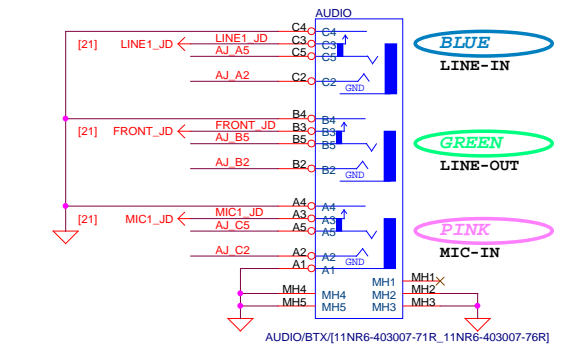 AUDIO
C4 C4
[21] LINE1_JD LINE1_JD C3 C3
AJ_A5 C5 C5
BLUE
LINE-IN
AJ_A2 C2 C2
GND
B4 B4
[21] FRONT_JD FRONT_JD B3 B3
AJ_B5 B5 B5
GREEN
LINE-OUT
AJ_B2 B2 B2
GND
A4 A4
[21] MIC1_JD MIC1_JD A3 A3
AJ_C5 A5 A5
PINK
MIC-IN
AJ_C2 A2 A2
GND
A1 A1
MH1 MH1
MH4 MH4 MH2 MH2
MH5 MH5 MH3 MH3
AUDIO/BTX/[11NR6-403007-71R_11NR6-403007-76R]